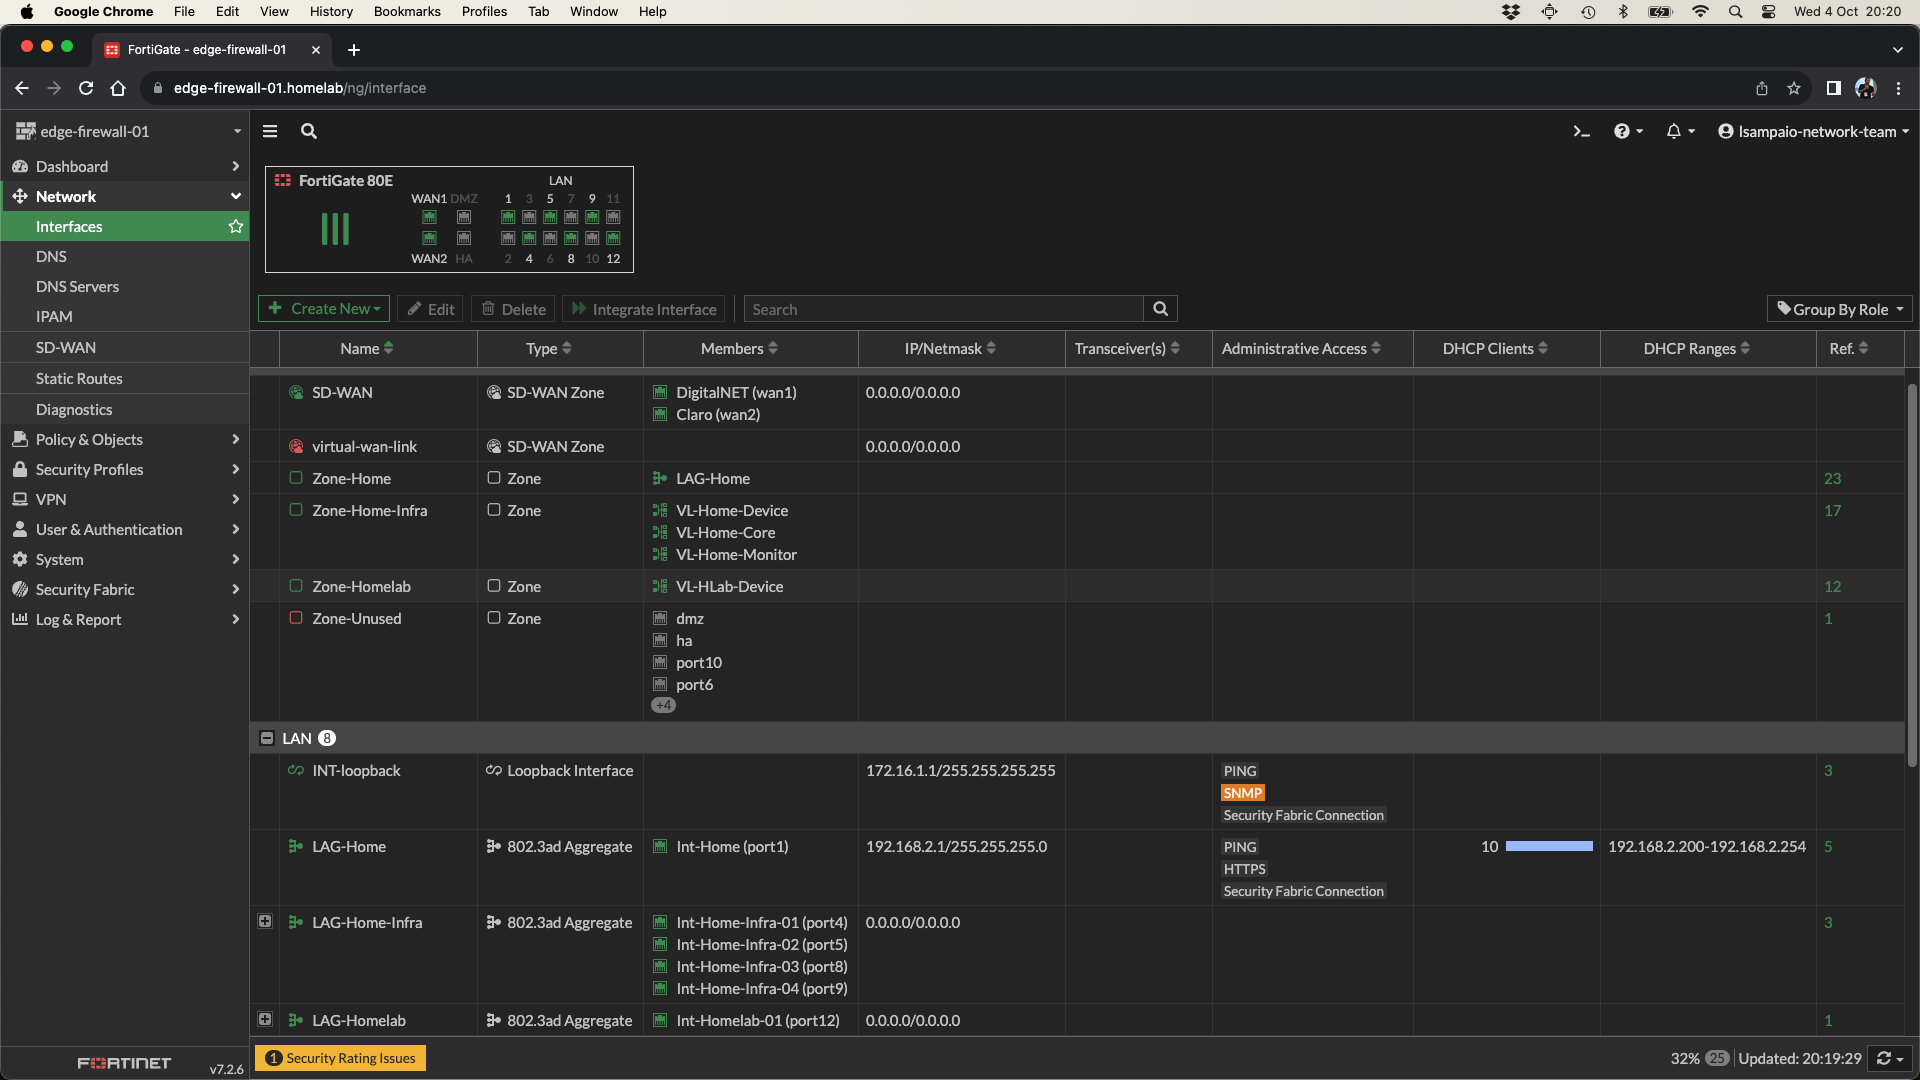 Google Chrome File Edit View History Bookmarks Profiles Tab Window Help Wed 4 Oct 20:20
FortiGate - edge-firewall-01
edge-firewall-01.homelab/ng/interface
edge-firewall-01
lsampaio-network-team
Dashboard
Network
Interfaces
DNS
DNS Servers
IPAM
SD-WAN
Static Routes
Diagnostics
Policy & Objects
Security Profiles
VPN
User & Authentication
System
Security Fabric
Log & Report
FORTINET
v7.2.6
FortiGate 80E LAN
WAN1 DMZ 1 3 5 7 9 11
WAN2 HA 2 4 6 8 10 12
Create New Edit Delete Integrate Interface Search Group By Role
Name Type Members IP/Netmask Transceiver(s) Administrative Access DHCP Clients DHCP Ranges Ref.
SD-WAN SD-WAN Zone DigitalNET (wan1) 0.0.0.0/0.0.0.0
Claro (wan2)
virtual-wan-link SD-WAN Zone 0.0.0.0/0.0.0.0
Zone-Home Zone LAG-Home 23
Zone-Home-Infra Zone VL-Home-Device 17
VL-Home-Core
VL-Home-Monitor
Zone-Homelab Zone VL-HLab-Device 12
Zone-Unused Zone dmz 1
ha
port10
port6
+4
LAN 8
INT-loopback Loopback Interface 172.16.1.1/255.255.255.255 PING 3
SNMP
Security Fabric Connection
LAG-Home 802.3ad Aggregate Int-Home (port1) 192.168.2.1/255.255.255.0 PING 10 192.168.2.200-192.168.2.254 5
HTTPS
Security Fabric Connection
LAG-Home-Infra 802.3ad Aggregate Int-Home-Infra-01 (port4) 0.0.0.0/0.0.0.0 3
Int-Home-Infra-02 (port5)
Int-Home-Infra-03 (port8)
Int-Home-Infra-04 (port9)
LAG-Homelab 802.3ad Aggregate Int-Homelab-01 (port12) 0.0.0.0/0.0.0.0 1
1 Security Rating Issues 32% 25 Updated: 20:19:29